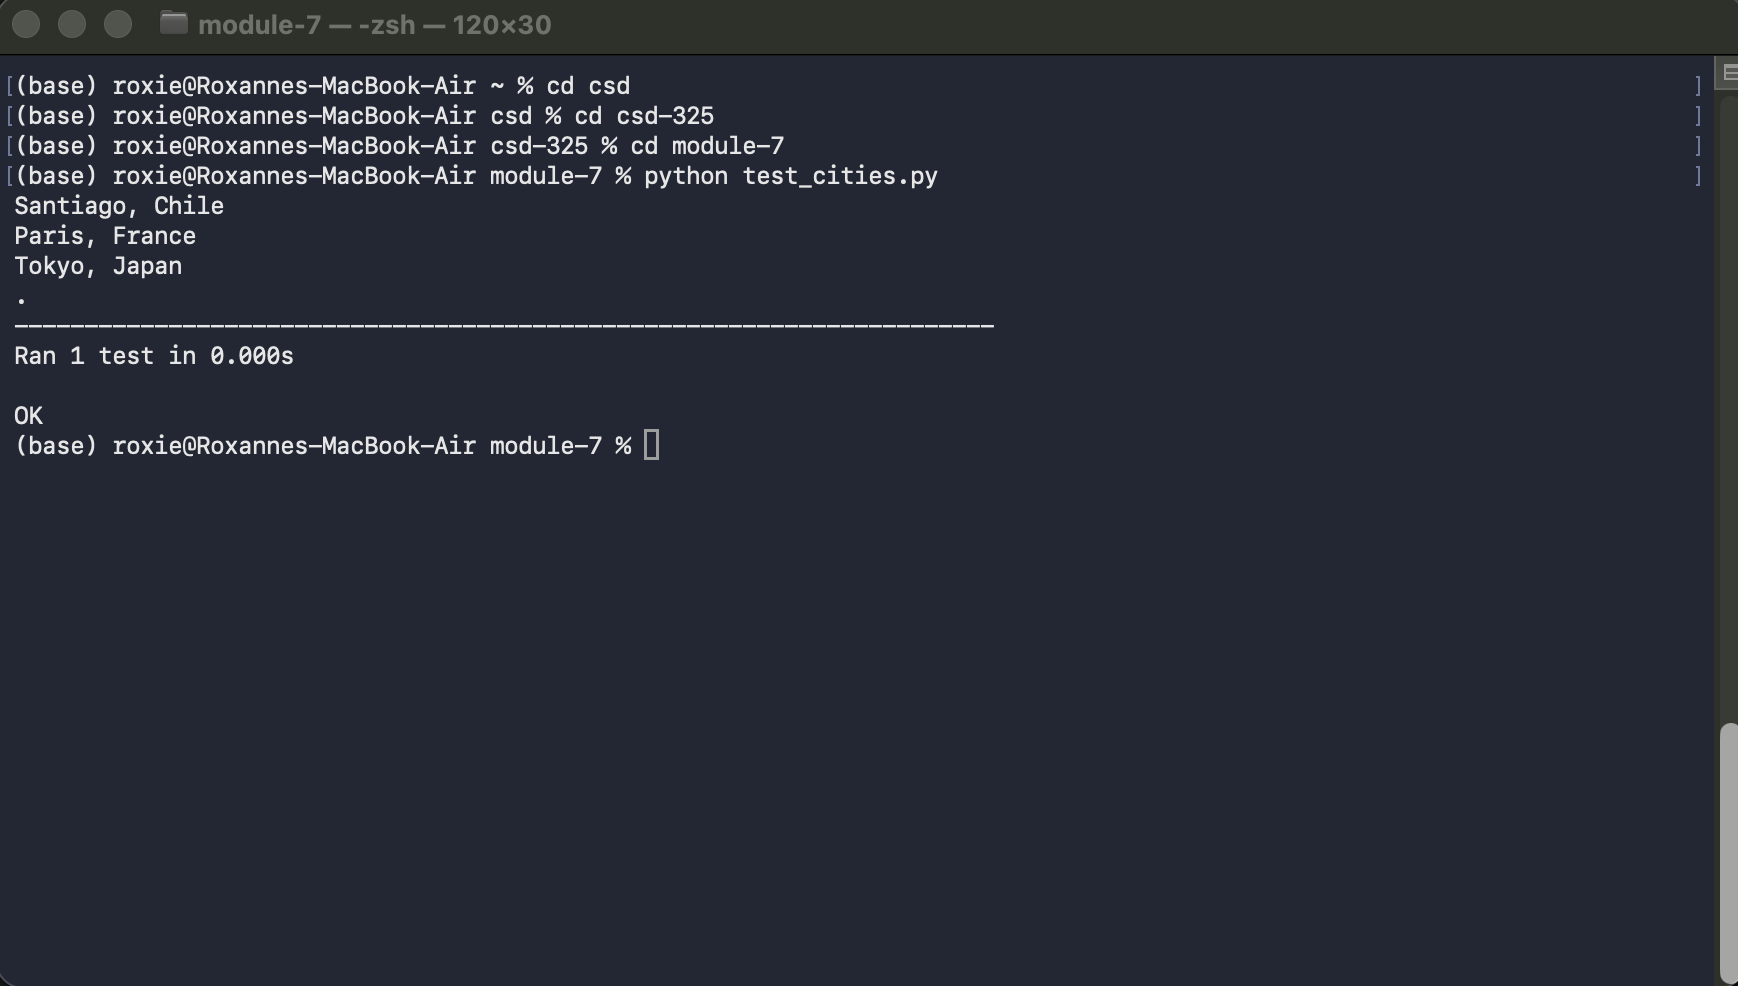 module-7 — -zsh — 120×30
[(base) roxie@Roxannes-MacBook-Air ~ % cd csd ]
[(base) roxie@Roxannes-MacBook-Air csd % cd csd-325 ]
[(base) roxie@Roxannes-MacBook-Air csd-325 % cd module-7 ]
[(base) roxie@Roxannes-MacBook-Air module-7 % python test_cities.py ]
Santiago, Chile
Paris, France
Tokyo, Japan
.
----------------------------------------------------------------------
Ran 1 test in 0.000s
OK
(base) roxie@Roxannes-MacBook-Air module-7 %